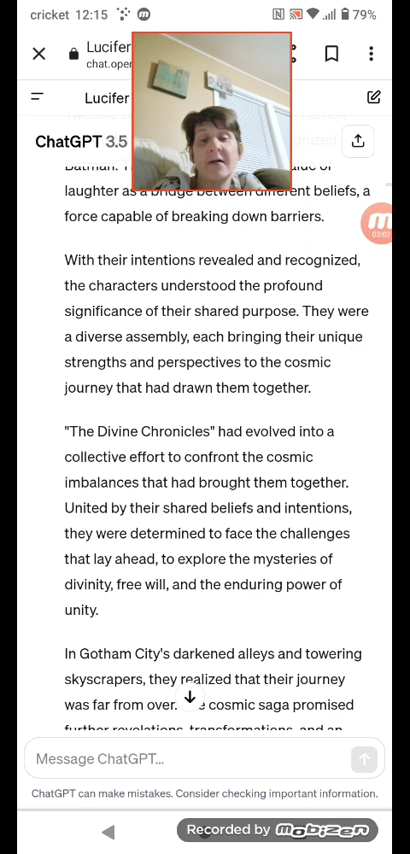 cricket 12:15 79%
Lucifer
chat.oper
Lucifer
ChatGPT 3.5
laughter as a bridge between different beliefs, a
force capable of breaking down barriers.
03:02
With their intentions revealed and recognized,
the characters understood the profound
significance of their shared purpose. They were
a diverse assembly, each bringing their unique
strengths and perspectives to the cosmic
journey that had drawn them together.
"The Divine Chronicles" had evolved into a
collective effort to confront the cosmic
imbalances that had brought them together.
United by their shared beliefs and intentions,
they were determined to face the challenges
that lay ahead, to explore the mysteries of
divinity, free will, and the enduring power of
unity.
In Gotham City's darkened alleys and towering
skyscrapers, they realized that their journey
was far from over. cosmic saga promised
further revelations, transformations, and an
Message ChatGPT...
ChatGPT can make mistakes. Consider checking important information.
Recorded by mobizen